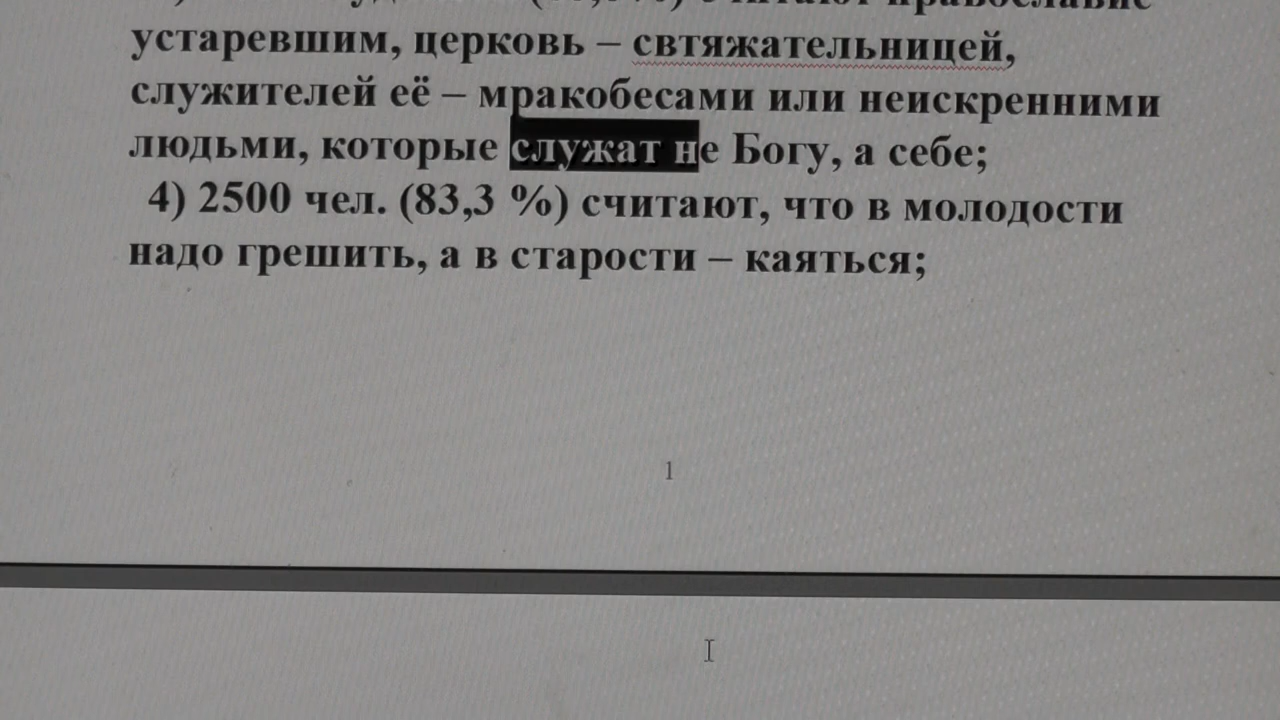 устаревшим, церковь – свтяжательницей,
служителей её – мракобесами или неискренними
людьми, которые служат не Богу, а себе;
4) 2500 чел. (83,3 %) считают, что в молодости
надо грешить, а в старости – каяться;
1